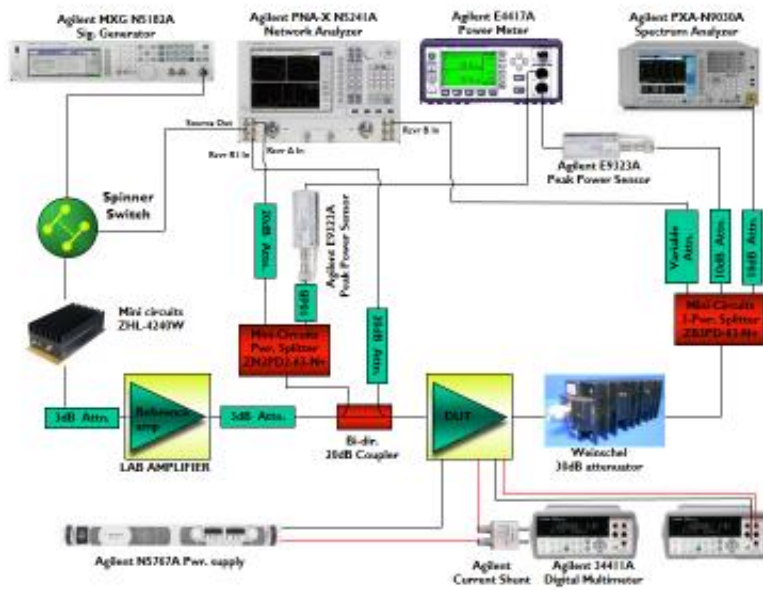 Agilent MXG N5182A
Sig. Generator
Agilent PNA-X N5241A
Network Analyzer
Agilent E4417A
Power Meter
Agilent PXA-N9030A
Spectrum Analyzer
Source Out
Rcvr R1 In
Rcvr A In
Rcvr B In
Agilent E9323A
Peak Power Sensor
Spinner
Switch
20dB Attn.
Agilent E9323A
Peak Power Sensor
10dB
20dB Attn.
Variable
Attn.
10dB Attn.
10dB Attn.
Mini circuits
ZHL-4240W
Mini-Circuits
Pwr. Splitter
Mini-Circuits
Pwr. Splitter
3dB Attn.
Reference
amp
LAB AMPLIFIER
3dB Attn.
Bi-dir.
20dB Coupler
DUT
Weinschel
30dB attenuator
Agilent N5767A Pwr. supply
Agilent
Current Shunt
Agilent 34411A
Digital Multimeter